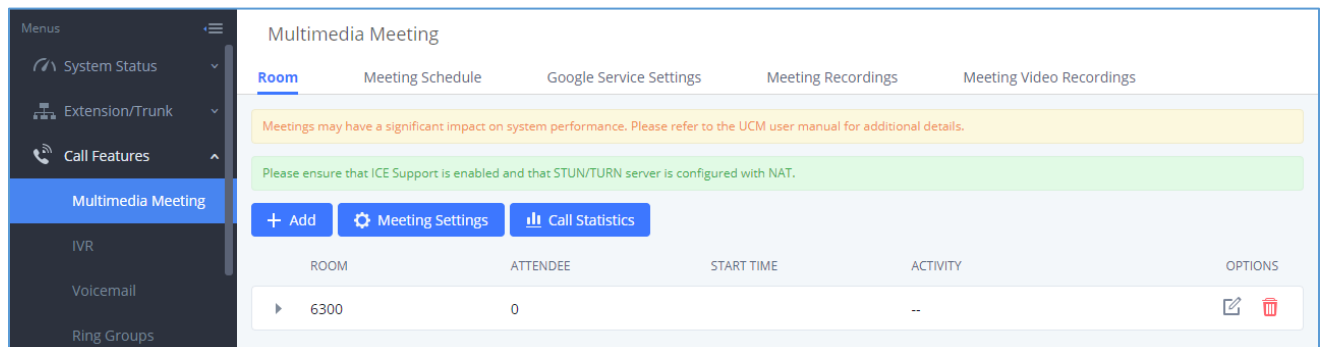 Menus
System Status
Extension/Trunk
Call Features
Multimedia Meeting
IVR
Voicemail
Ring Groups
Multimedia Meeting
Room Meeting Schedule Google Service Settings Meeting Recordings Meeting Video Recordings
Meetings may have a significant impact on system performance. Please refer to the UCM user manual for additional details.
Please ensure that ICE Support is enabled and that STUN/TURN server is configured with NAT.
+ Add Meeting Settings Call Statistics
ROOM ATTENDEE START TIME ACTIVITY OPTIONS
6300 0 --